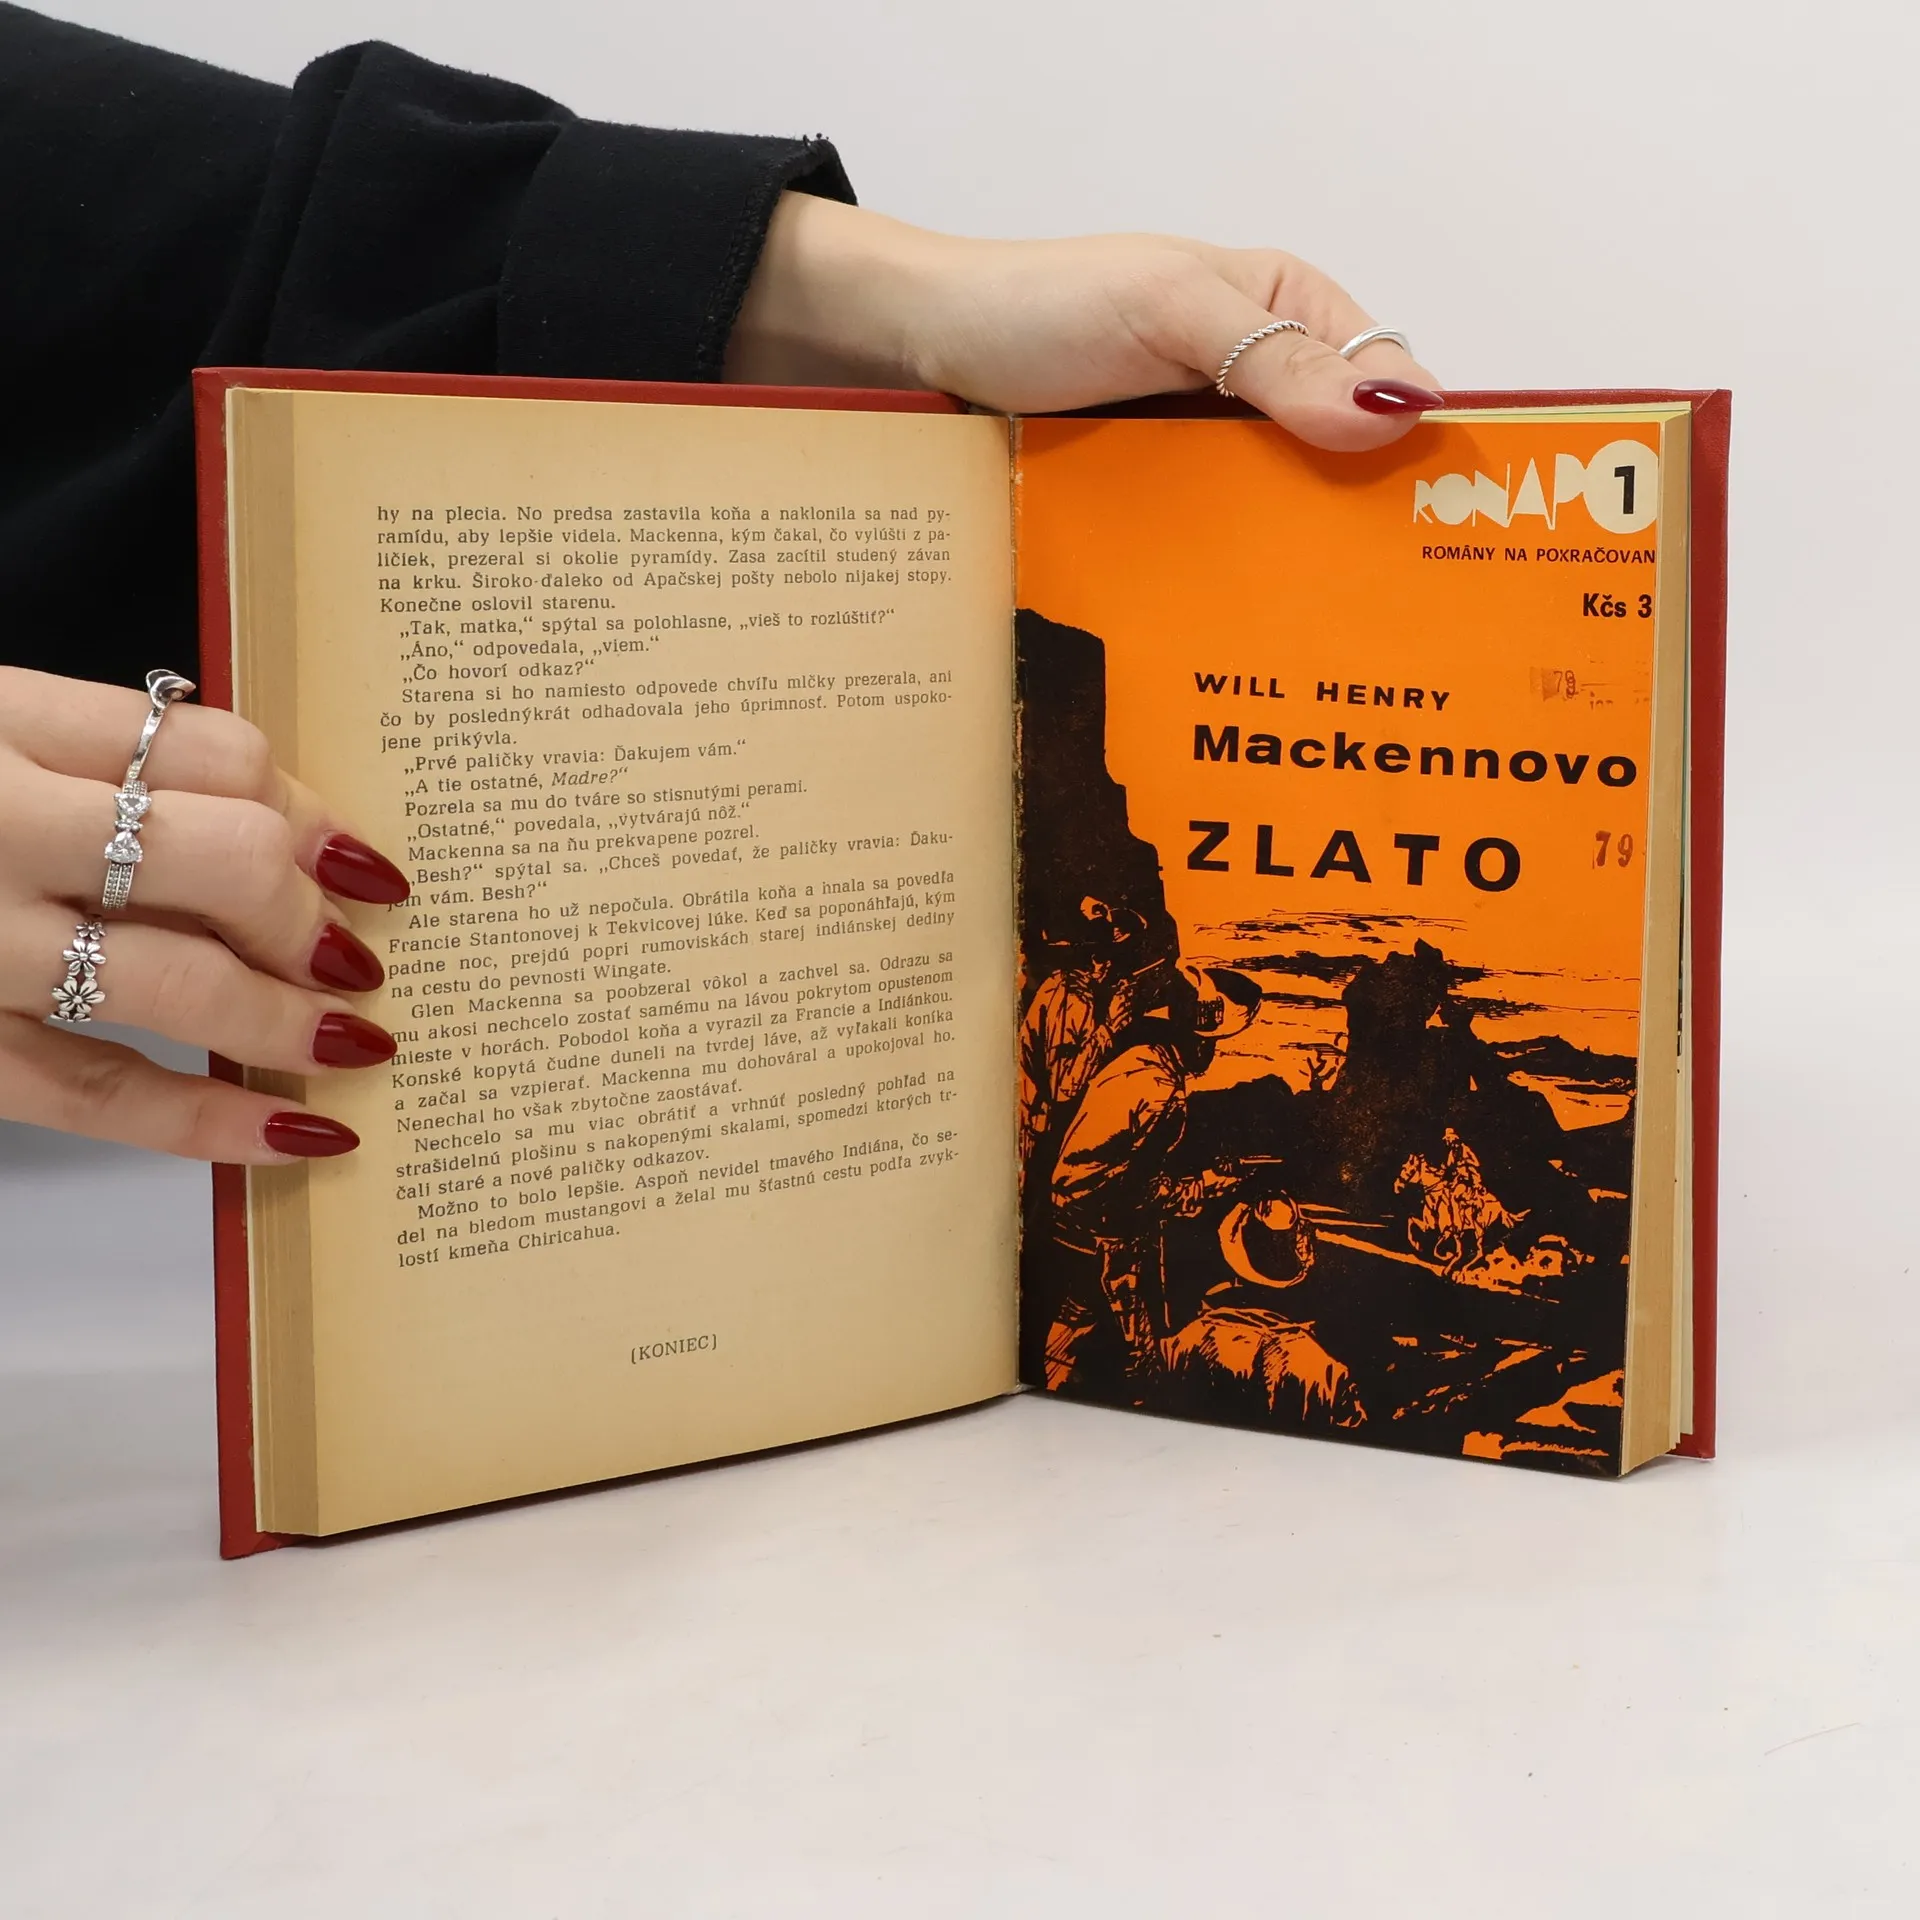 hy na plecia. No predsa zastavila koňa a naklonila sa nad py-
ramídu, aby lepšie videla. Mackenna, kým čakal, čo vylúšti z pa-
ličiek, prezeral si okolie pyramídy. Zasa zacítil studený závan
na krku. Široko-ďaleko od Apačskej pošty nebolo nijakej stopy.
Konečne oslovil starenu.
„Tak, matka,“ spýtal sa polohlasne, „vieš to rozlúštiť?“
„Áno,“ odpovedala, „viem.“
„Čo hovorí odkaz?“
Starena si ho namiesto odpovede chvíľu mlčky prezerala, ani
čo by poslednýkrát odhadovala jeho úprimnosť. Potom uspoko-
jene prikývla.
„Prvé paličky vravia: Ďakujem vám.“
„A tie ostatné, Madre?“
Pozrela sa mu do tváre so stisnutými perami.
„Ostatné,“ povedala, „vytvárajú nôž.“
Mackenna sa na ňu prekvapene pozrel.
„Besh?“ spýtal sa. „Chceš povedať, že paličky vravia: Ďaku-
jem vám. Besh?“
Ale starena ho už nepočula. Obrátila koňa a hnala sa povedľa
Francie Stantonovej k Tekvicovej lúke. Keď sa poponáhľajú, kým
padne noc, prejdú popri rumoviskách starej indiánskej dediny
na cestu do pevnosti Wingate.
Glen Mackenna sa poobzeral vôkol a zachvel sa. Odrazu sa
mu akosi nechcelo zostať samému na lávou pokrytom opustenom
mieste v horách. Pobodol koňa a vyrazil za Francie a Indiánkou.
Konské kopytá čudne duneli na tvrdej láve, až vyľakali koníka
a začal sa vzpierať. Mackenna mu dohováral a upokojoval ho.
Nenechal ho však zbytočne zaostávať.
Nechcelo sa mu viac obrátiť a vrhnúť posledný pohľad na
strašidelnú plošinu s nakopenými skalami, spomedzi ktorých tr-
čali staré a nové paličky odkazov.
Možno to bolo lepšie. Aspoň nevidel tmavého Indiána, čo se-
del na bledom mustangovi a želal mu šťastnú cestu podľa zvyk-
lostí kmeňa Chiricahua.
(KONIEC)
RONAPO 1
ROMÁNY NA POKRAČOVAN
Kčs 3
WILL HENRY
Mackennovo
ZLATO
79